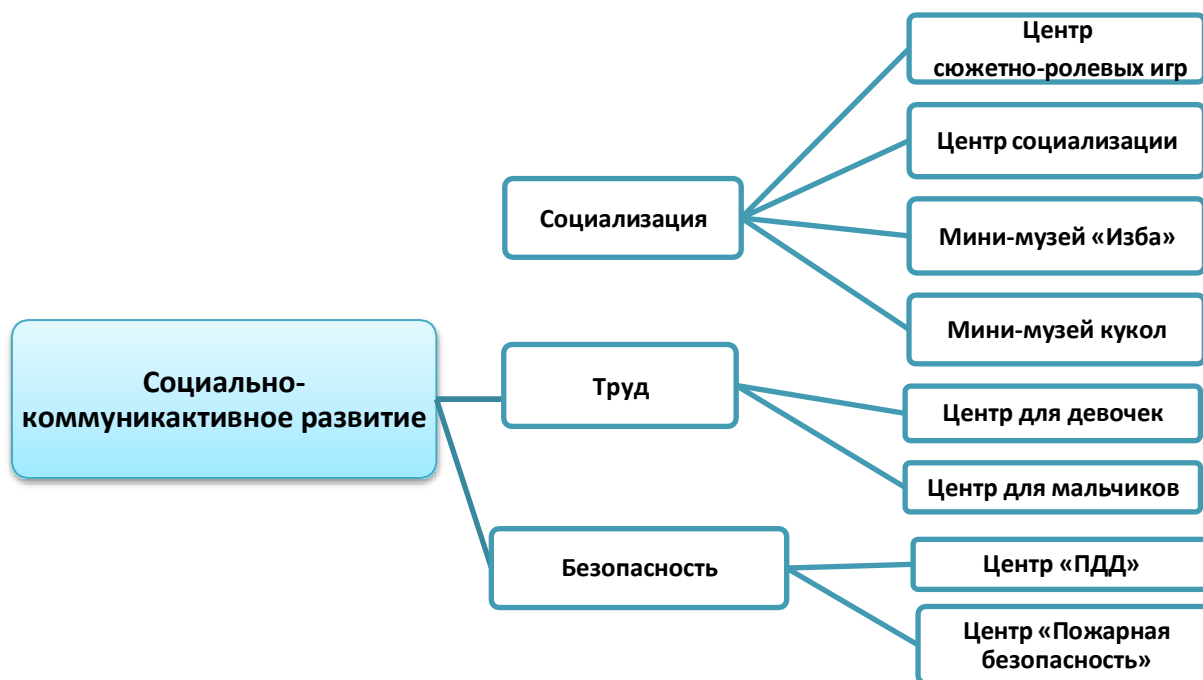 Центр
сюжетно-ролевых игр
Центр социализации
Социализация
Мини-музей «Изба»
Мини-музей кукол
Социально-
коммуникактивное развитие
Труд
Центр для девочек
Центр для мальчиков
Безопасность
Центр «ПДД»
Центр «Пожарная
безопасность»